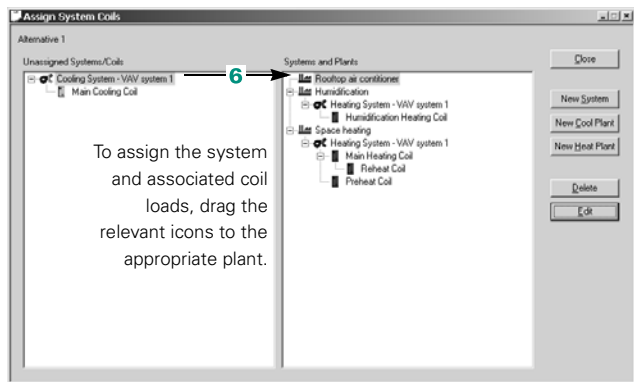 Assign System Coils
Alternative 1
Unassigned Systems/Coils
Cooling System - VAV system 1
Main Cooling Coil
6
To assign the system
and associated coil
loads, drag the
relevant icons to the
appropriate plant.
Systems and Plants
Rooftop air contitioner
Humidification
Heating System - VAV system 1
Humidification Heating Coil
Space heating
Heating System - VAV system 1
Main Heating Coil
Reheat Coil
Preheat Coil
Close
New System
New Cool Plant
New Heat Plant
Delete
Edit